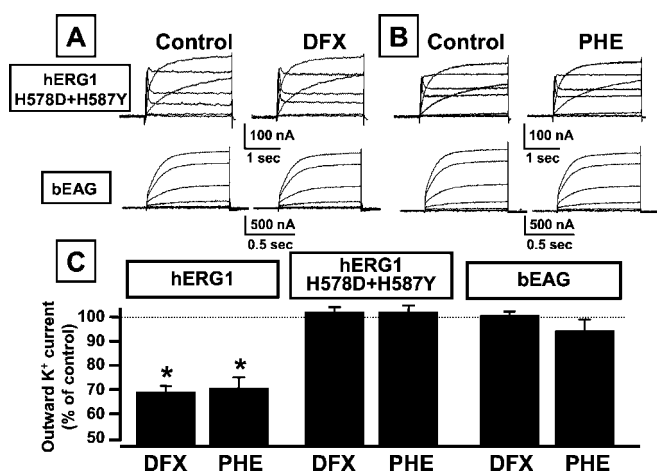 A
Control
DFX
B
Control
PHE
hERG1
H578D+H587Y
100 nA
1 sec
100 nA
1 sec
bEAG
500 nA
0.5 sec
500 nA
0.5 sec
C
hERG1
hERG1
H578D+H587Y
bEAG
Outward K⁺ current
(% of control)
100
90
80
70
60
50
*
*
DFX
PHE
DFX
PHE
DFX
PHE